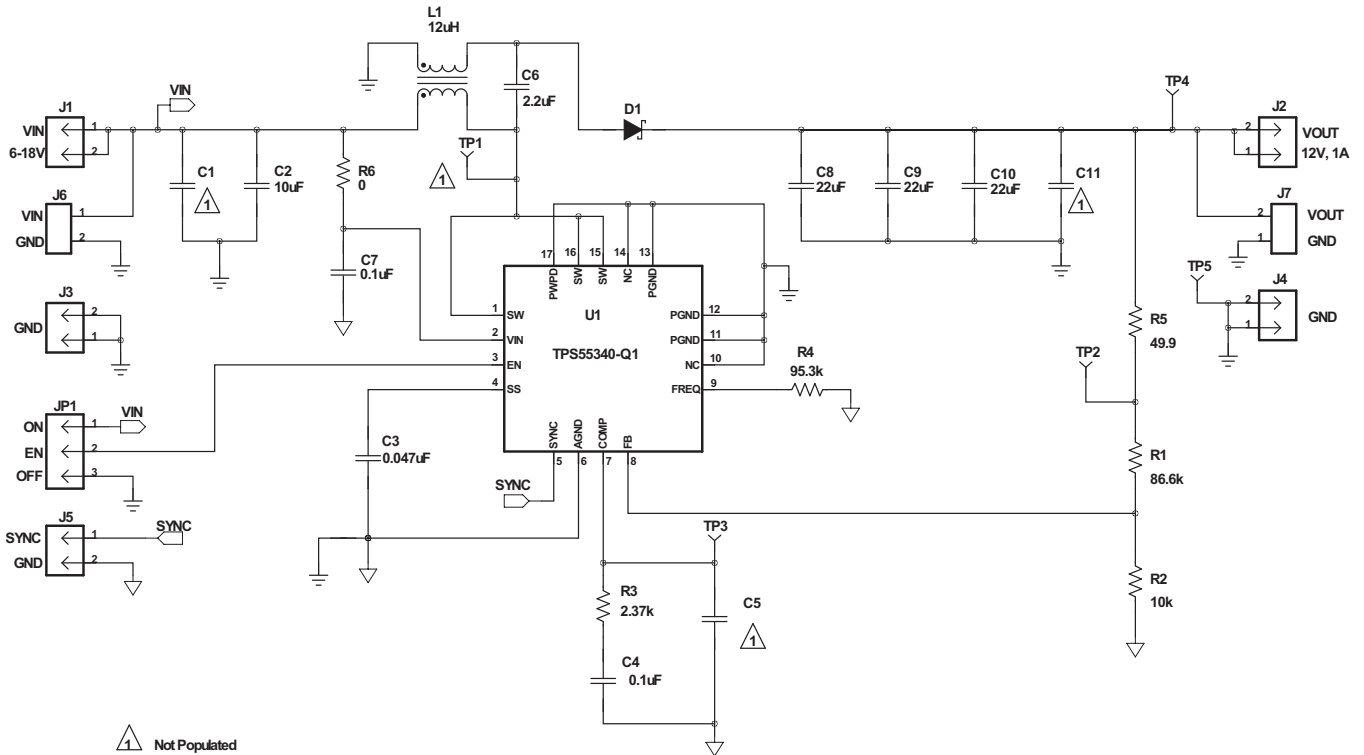 L1
12uH
C6
2.2uF
VIN
J1
VIN
1
6-18V
2
D1
TP4
J2
2
VOUT
1
12V, 1A
TP1
1
R6
0
C1
1
C2
10uF
C8
22uF
C9
22uF
C10
22uF
C11
1
J6
VIN
1
GND
2
J7
2
VOUT
1
GND
C7
0.1uF
17
16
15
14
13
PWPD
SW
SW
NC
PGND
J3
2
GND
1
TP5
J4
2
GND
1
U1
TPS55340-Q1
1
SW
2
VIN
3
EN
4
SS
PGND
12
PGND
11
NC
10
FREQ
9
R4
95.3k
R5
49.9
TP2
JP1
ON
1
VIN
EN
2
OFF
3
C3
0.047uF
SYNC
AGND
COMP
FB
5
6
7
8
R1
86.6k
SYNC
J5
SYNC
1
SYNC
GND
2
TP3
R3
2.37k
C5
1
R2
10k
C4
0.1uF
1
Not Populated